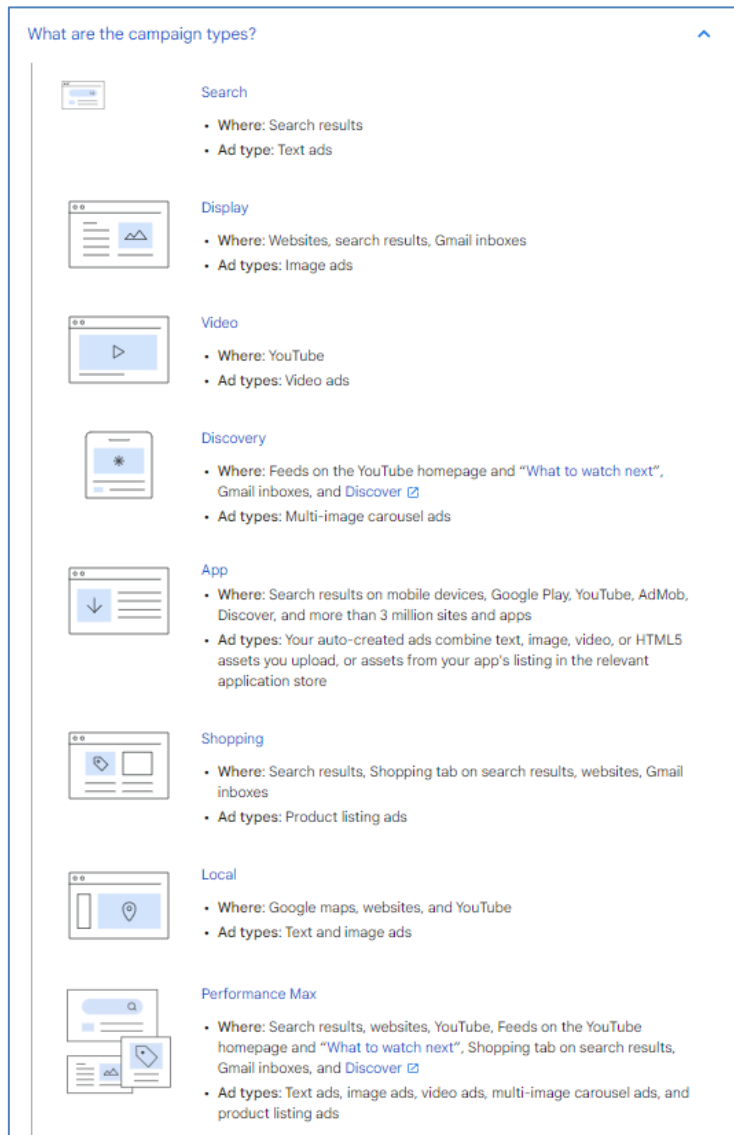 What are the campaign types?
Search
• Where: Search results
• Ad type: Text ads
Display
• Where: Websites, search results, Gmail inboxes
• Ad types: Image ads
Video
• Where: YouTube
• Ad types: Video ads
Discovery
• Where: Feeds on the YouTube homepage and “What to watch next”,
Gmail inboxes, and Discover
• Ad types: Multi-image carousel ads
App
• Where: Search results on mobile devices, Google Play, YouTube, AdMob,
Discover, and more than 3 million sites and apps
• Ad types: Your auto-created ads combine text, image, video, or HTML5
assets you upload, or assets from your app's listing in the relevant
application store
Shopping
• Where: Search results, Shopping tab on search results, websites, Gmail
inboxes
• Ad types: Product listing ads
Local
• Where: Google maps, websites, and YouTube
• Ad types: Text and image ads
Performance Max
• Where: Search results, websites, YouTube, Feeds on the YouTube
homepage and “What to watch next”, Shopping tab on search results,
Gmail inboxes, and Discover
• Ad types: Text ads, image ads, video ads, multi-image carousel ads, and
product listing ads